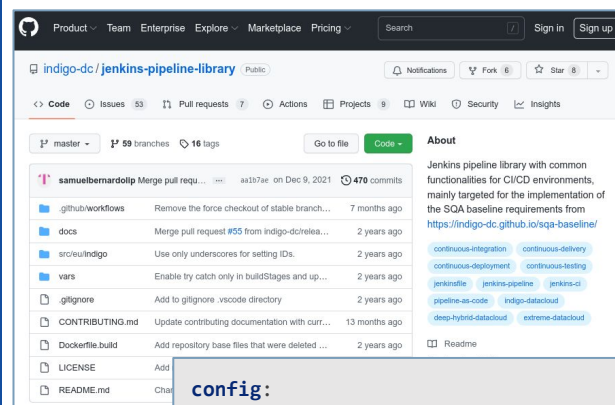 Product Team Enterprise Explore Marketplace Pricing Search / Sign in Sign up
indigo-dc / jenkins-pipeline-library Public Notifications Fork 6 Star 8
<> Code Issues 53 Pull requests 7 Actions Projects 9 Wiki Security Insights
master 59 branches 16 tags Go to file Code
About
Jenkins pipeline library with common
functionalities for CI/CD environments,
mainly targeted for the implementation of
the SQA baseline requirements from
https://indigo-dc.github.io/sqa-baseline/
continuous-integration continuous-delivery
continuous-deployment continuous-testing
jenkinsfile jenkins-pipeline jenkins-ci
pipeline-as-code indigo-datacloud
deep-hybrid-datacloud extreme-datacloud
Readme
samuelbernardolip Merge pull requ... ... aa1b7ae on Dec 9, 2021 470 commits
.github/workflows Remove the force checkout of stable branch... 7 months ago
docs Merge pull request #55 from indigo-dc/relea... 2 years ago
src/eu/indigo Use only underscores for setting IDs. 2 years ago
vars Enable try catch only in buildStages and up... 2 years ago
.gitignore Add to gitignore .vscode directory 2 years ago
CONTRIBUTING.md Update contributing documentation with curr... 13 months ago
Dockerfile.build Add repository base files that were deleted ... 2 years ago
LICENSE Add
README.md Cha
config: